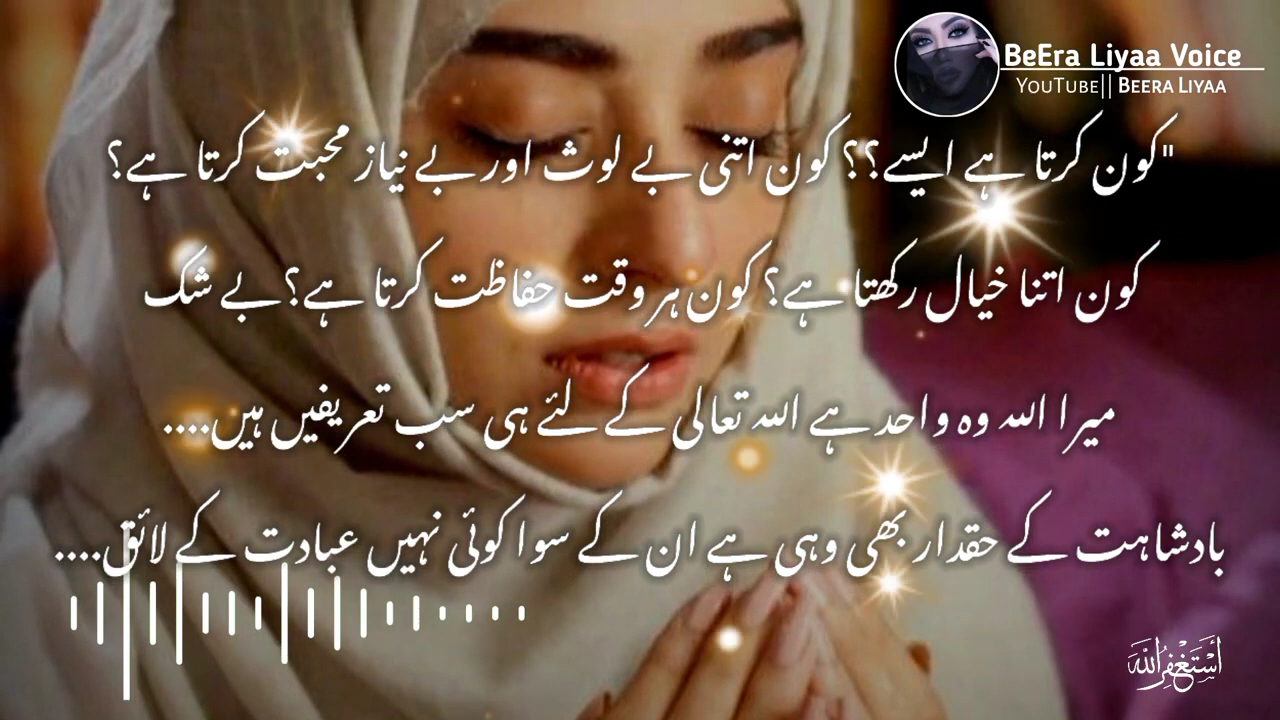 BeEra Liyaa Voice
YouTube|| Beera Liyaa
"کون کرتا ہے ایسے؟؟ کون اتنی بے لوث اور بے نیاز محبت کرتا ہے؟
کون اتنا خیال رکھتا ہے؟ کون ہر وقت حفاظت کرتا ہے؟ بے شک
میرا اللہ وہ واحد ہے اللہ تعالی کے لئے ہی سب تعریفیں ہیں....
بادشاہت کے حقدار بھی وہی ہے ان کے سوا کوئی نہیں عبادت کے لائق....
أَسْتَغْفِرُ اللَّهَ